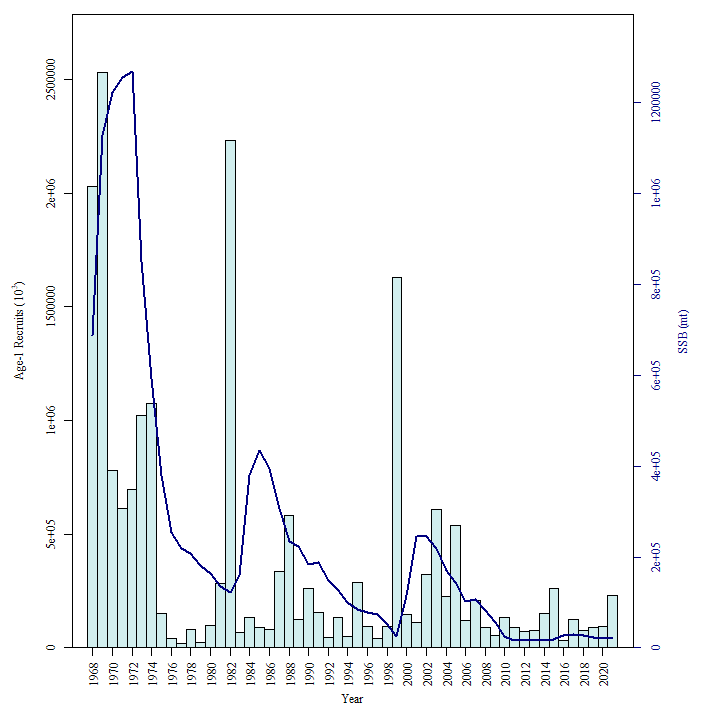 Age-1 Recruits (10³)
0
5e+05
1e+06
1500000
2e+06
2500000
0
2e+05
4e+05
6e+05
8e+05
1e+06
1200000
SSB (mt)
1968 1970 1972 1974 1976 1978 1980 1982 1984 1986 1988 1990 1992 1994 1996 1998 2000 2002 2004 2006 2008 2010 2012 2014 2016 2018 2020
Year